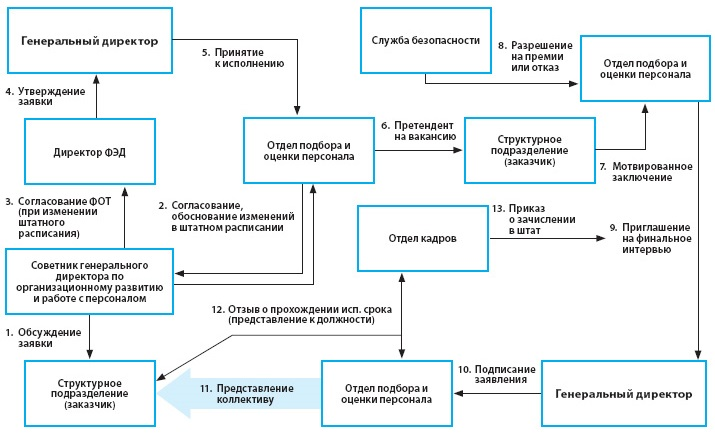 Генеральный директор
5. Принятие
к исполнению
Служба безопасности
8. Разрешение
на премии
или отказ
Отдел подбора и
оценки персонала
4. Утверждение
заявки
Директор ФЭД
Отдел подбора и
оценки персонала
6. Претендент
на вакансию
Структурное
подразделение
(заказчик)
7. Мотвированное
заключение
3. Согласование ФОТ
(при изменении
штатного
расписания)
2. Согласование,
обоснование изменений
в штатном расписании
Отдел кадров
13. Приказ
о зачислении
в штат
9. Приглашение
на финальное
интервью
Советник генерального
директора по
организационному развитию
и работе с персоналом
1. Обсуждение
заявки
12. Отзыв о прохождении исп. срока
(представление к должности)
Структурное
подразделение
(заказчик)
11. Представление
коллективу
Отдел подбора и
оценки персонала
10. Подписание
заявления
Генеральный директор